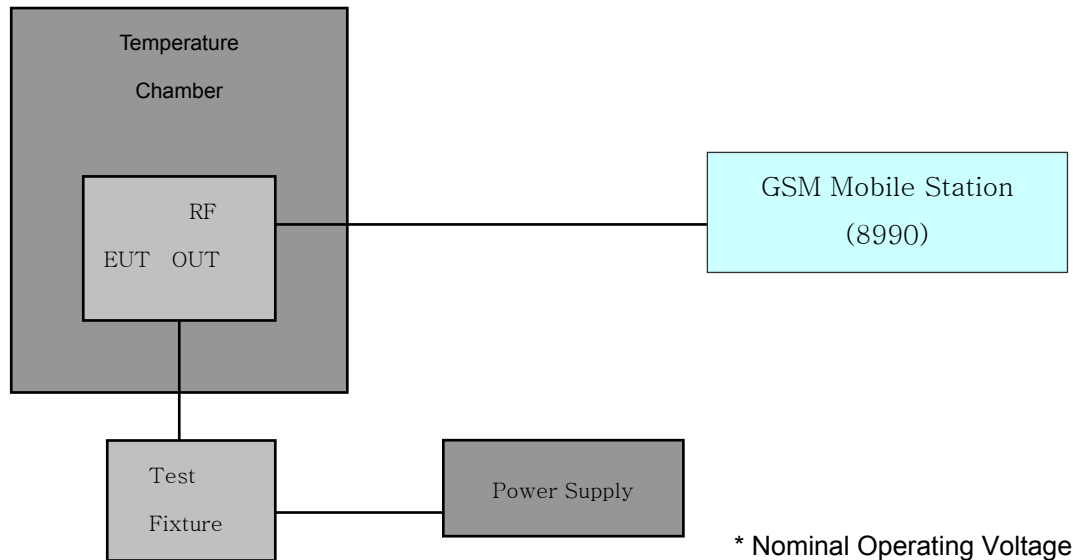 Temperature
Chamber
RF
EUT OUT
GSM Mobile Station
(8990)
Test
Fixture
Power Supply
* Nominal Operating Voltage